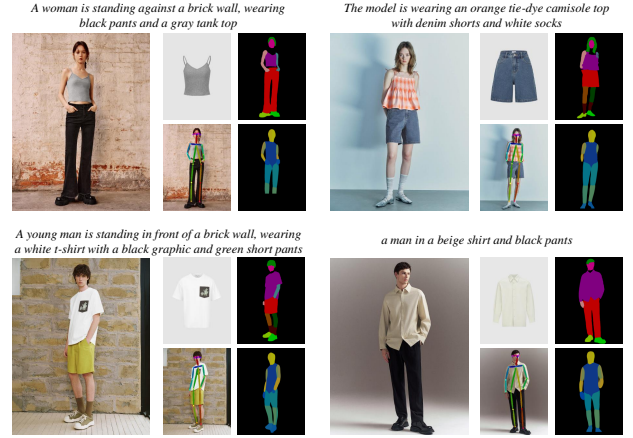 A woman is standing against a brick wall, wearing
black pants and a gray tank top
The model is wearing an orange tie-dye camisole top
with denim shorts and white socks
A young man is standing in front of a brick wall, wearing
a white t-shirt with a black graphic and green short pants
a man in a beige shirt and black pants